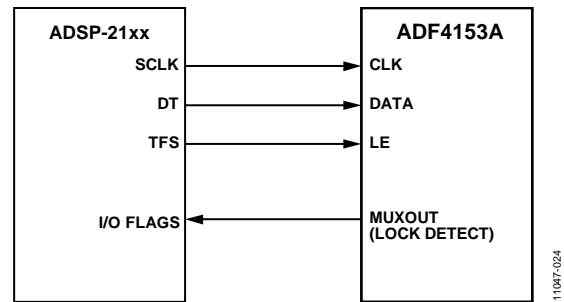 ADSP-21xx
SCLK
DT
TFS
I/O FLAGS
ADF4153A
CLK
DATA
LE
MUXOUT
(LOCK DETECT)
11047-024